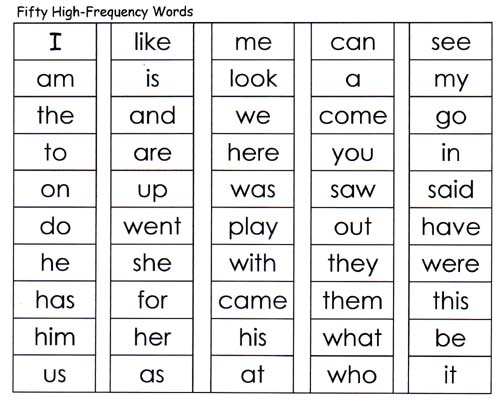 Fifty High-Frequency Words
I like me can see
am is look a my
the and we come go
to are here you in
on up was saw said
do went play out have
he she with they were
has for came them this
him her his what be
us as at who it